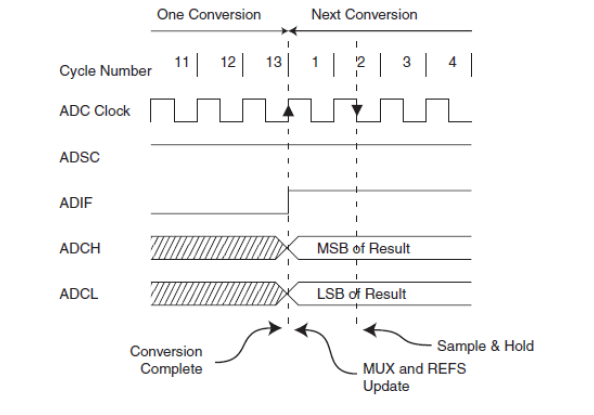 One Conversion Next Conversion
Cycle Number 11 12 13 1 2 3 4
ADC Clock
ADSC
ADIF
ADCH MSB of Result
ADCL LSB of Result
Sample & Hold
Conversion
Complete
MUX and REFS
Update